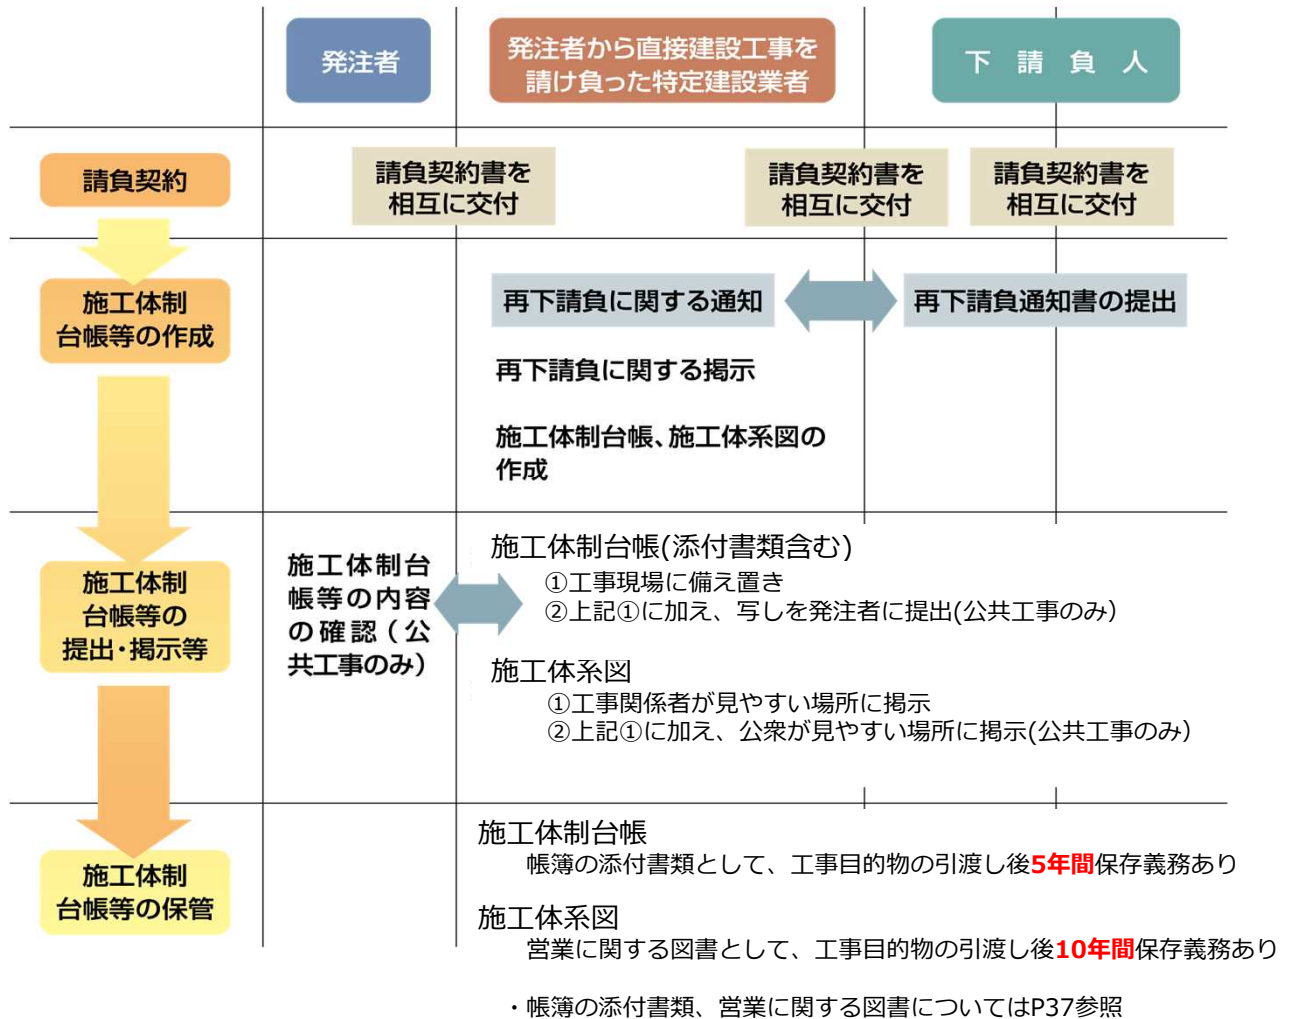 発注者
発注者から直接建設工事を
請け負った特定建設業者
下請負人
請負契約
請負契約書を
相互に交付
請負契約書を
相互に交付
請負契約書を
相互に交付
施工体制
台帳等の作成
再下請負に関する通知
再下請負通知書の提出
再下請負に関する掲示
施工体制台帳、施工体系図の
作成
施工体制
台帳等の
提出・掲示等
施工体制台
帳等の内容
の確認（公
共工事のみ）
施工体制台帳(添付書類含む)
①工事現場に備え置き
②上記①に加え、写しを発注者に提出(公共工事のみ）
施工体系図
①工事関係者が見やすい場所に掲示
②上記①に加え、公衆が見やすい場所に掲示(公共工事のみ）
施工体制
台帳等の保管
施工体制台帳
帳簿の添付書類として、工事目的物の引渡し後5年間保存義務あり
施工体系図
営業に関する図書として、工事目的物の引渡し後10年間保存義務あり
・帳簿の添付書類、営業に関する図書についてはP37参照